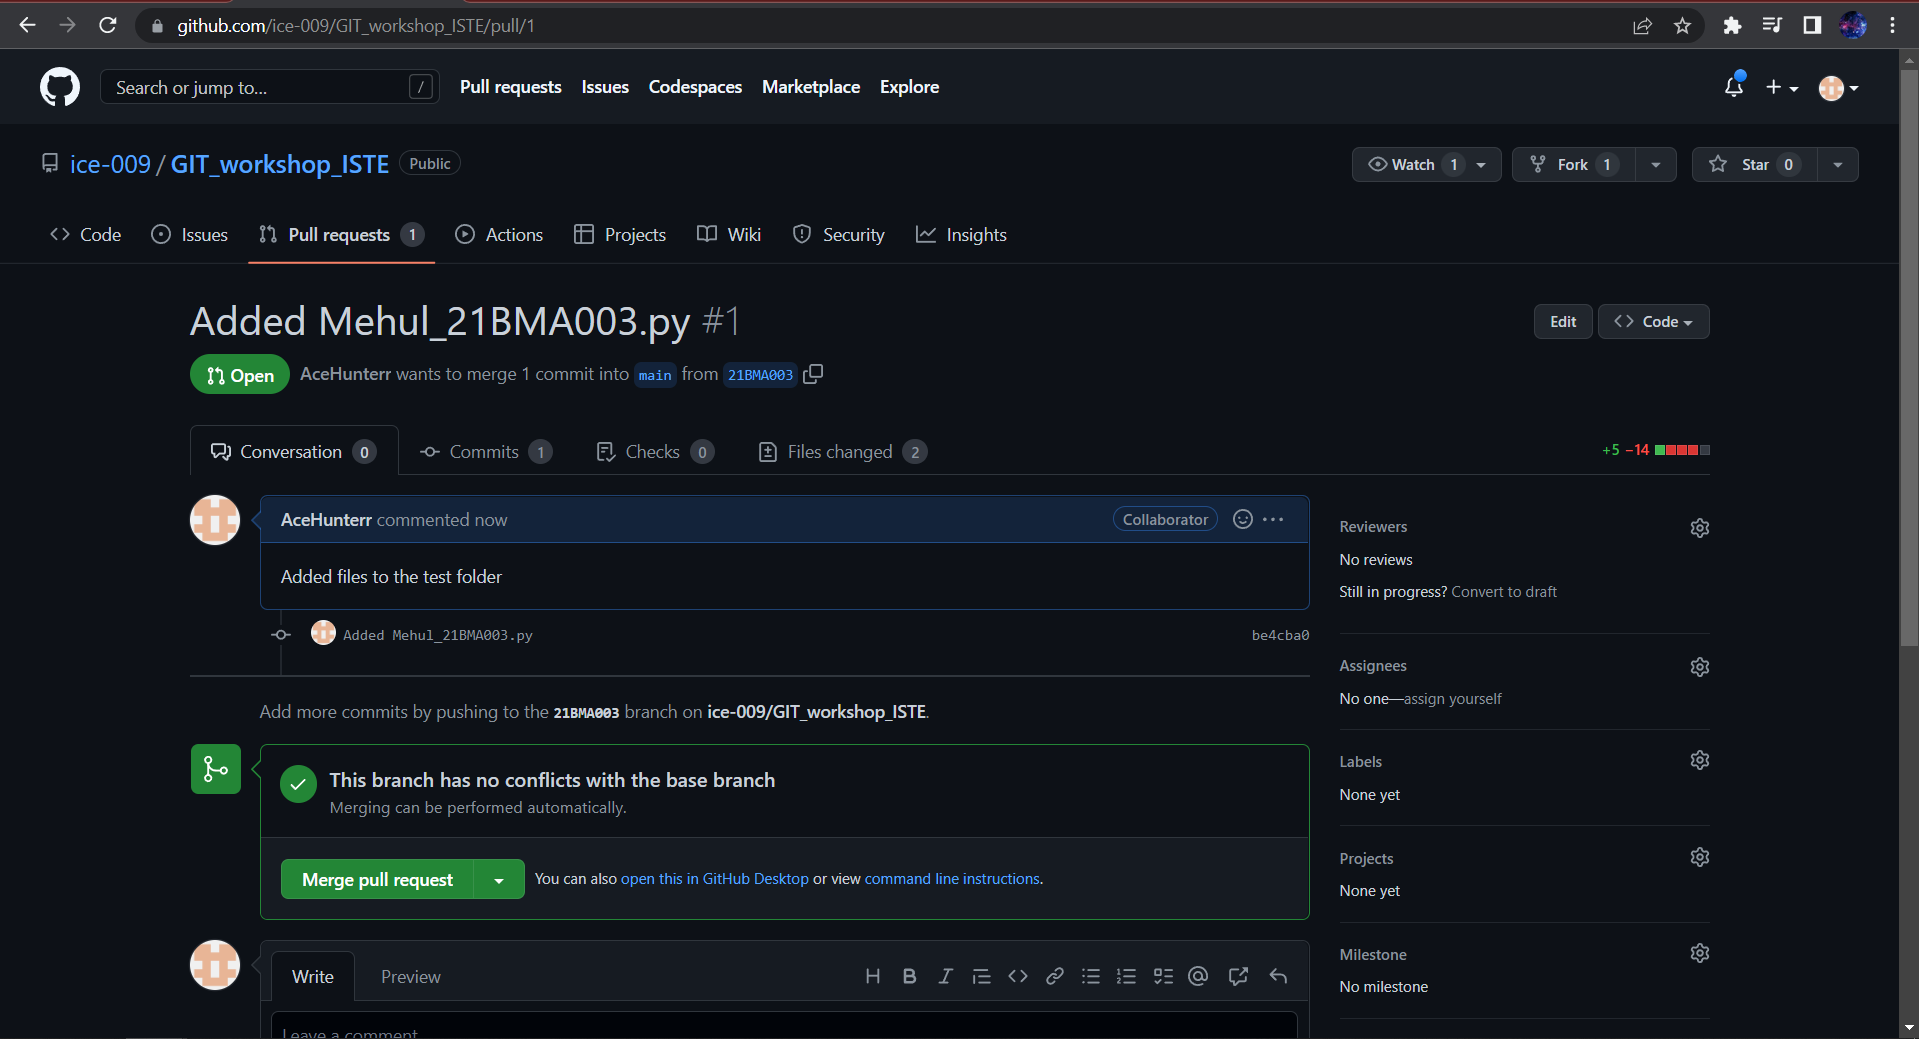 github.com/ice-009/GIT_workshop_ISTE/pull/1
Search or jump to... /
Pull requests Issues Codespaces Marketplace Explore
ice-009 / GIT_workshop_ISTE Public
Watch 1 Fork 1 Star 0
Code Issues Pull requests 1 Actions Projects Wiki Security Insights
Added Mehul_21BMA003.py #1
Edit Code
Open AceHunterr wants to merge 1 commit into main from 21BMA003
Conversation 0 Commits 1 Checks 0 Files changed 2 +5 −14
AceHunterr commented now Collaborator
Added files to the test folder
Added Mehul_21BMA003.py be4cba0
Add more commits by pushing to the 21BMA003 branch on ice-009/GIT_workshop_ISTE.
This branch has no conflicts with the base branch
Merging can be performed automatically.
Merge pull request You can also open this in GitHub Desktop or view command line instructions.
Write Preview
Leave a comment
Reviewers
No reviews
Still in progress? Convert to draft
Assignees
No one—assign yourself
Labels
None yet
Projects
None yet
Milestone
No milestone